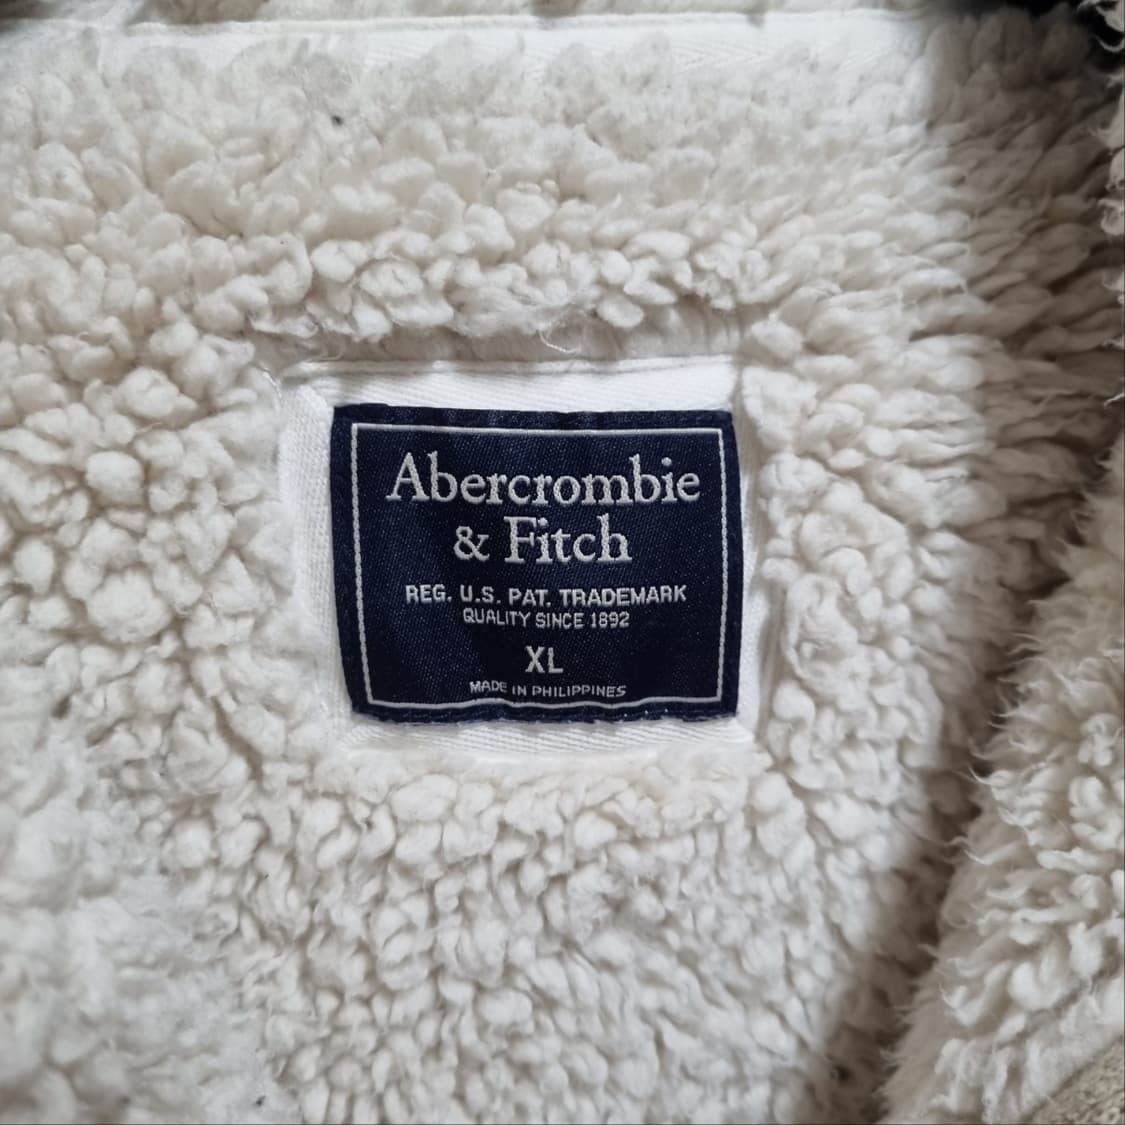 Abercrombie
& Fitch
REG. U.S. PAT. TRADEMARK
QUALITY SINCE 1892
XL
MADE IN PHILIPPINES